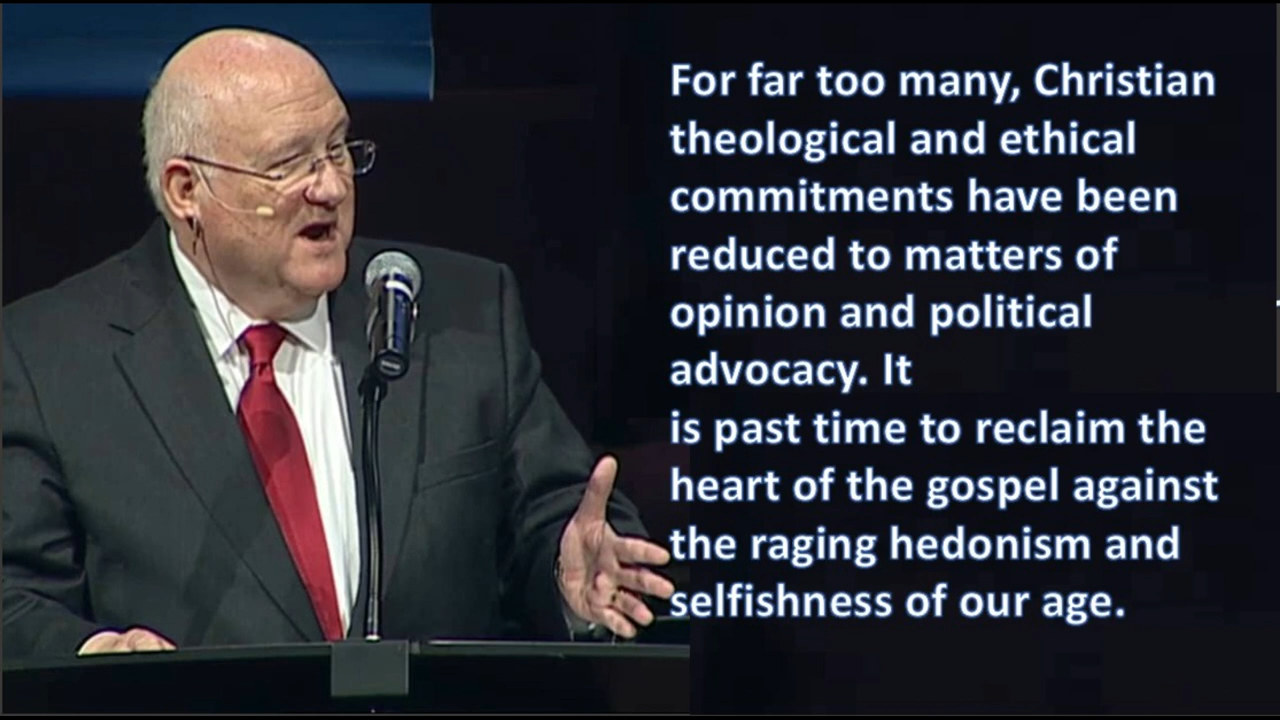 For far too many, Christian
theological and ethical
commitments have been
reduced to matters of
opinion and political
advocacy. It
is past time to reclaim the
heart of the gospel against
the raging hedonism and
selfishness of our age.